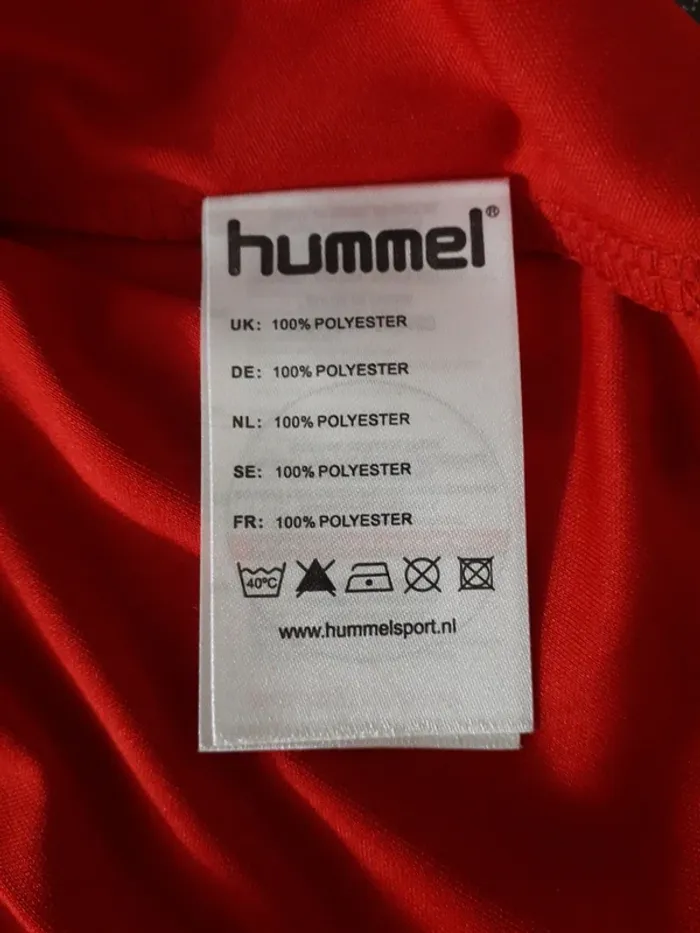 hummel®
UK: 100% POLYESTER
DE: 100% POLYESTER
NL: 100% POLYESTER
SE: 100% POLYESTER
FR: 100% POLYESTER
40°C
www.hummelsport.nl